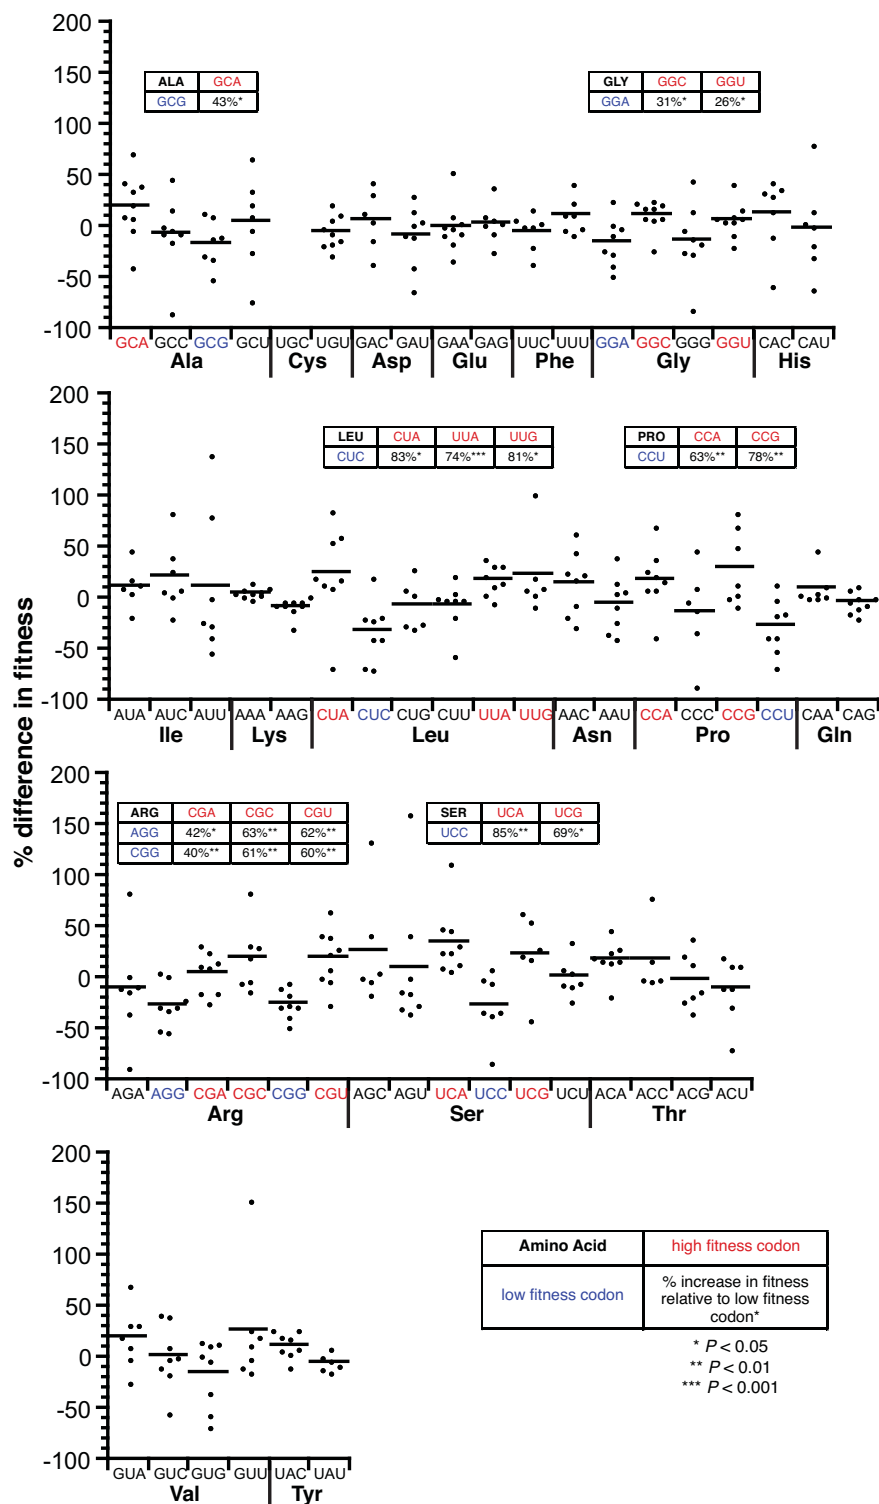 % difference in fitness
200
150
100
50
0
-50
-100
ALA GCA
GCG 43%*
GLY GGC GGU
GGA 31%* 26%*
GCA GCC GCG GCU UGC UGU GAC GAU GAA GAG UUC UUU GGA GGC GGG GGU CAC CAU
Ala Cys Asp Glu Phe Gly His
200
150
100
50
0
-50
-100
LEU CUA UUA UUG
CUC 83%* 74%*** 81%*
PRO CCA CCG
CCU 63%** 78%**
AUA AUC AUU AAA AAG CUA CUC CUG CUU UUA UUG AAC AAU CCA CCC CCG CCU CAA CAG
Ile Lys Leu Asn Pro Gln
200
150
100
50
0
-50
-100
ARG CGA CGC CGU
AGG 42%* 63%** 62%**
CGG 40%** 61%** 60%**
SER UCA UCG
UCC 85%** 69%*
AGA AGG CGA CGC CGG CGU AGC AGU UCA UCC UCG UCU ACA ACC ACG ACU
Arg Ser Thr
200
150
100
50
0
-50
-100
GUA GUC GUG GUU UAC UAU
Val Tyr
Amino Acid high fitness codon
low fitness codon
% increase in fitness
relative to low fitness
codon*
* P < 0.05
** P < 0.01
*** P < 0.001